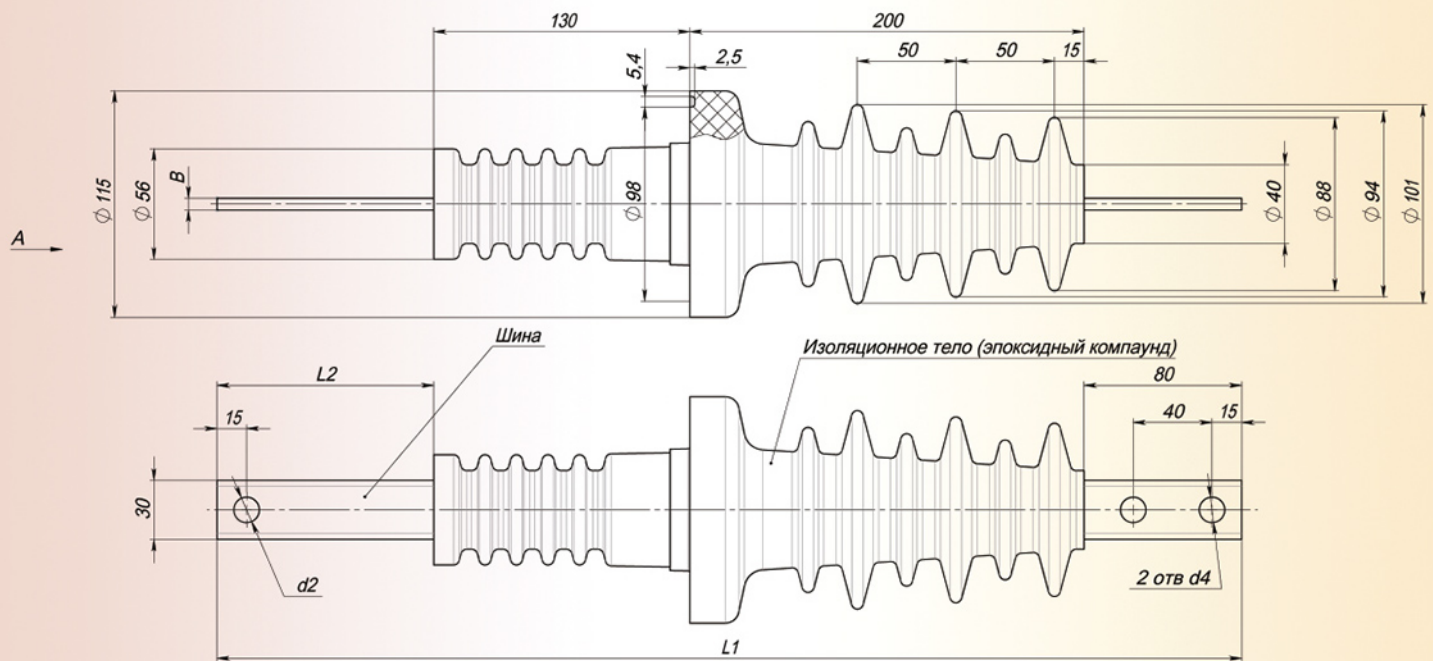 130
200
50
50
15
5,4
2,5
Ø 115
Ø 56
B
Ø 98
Ø 40
Ø 88
Ø 94
Ø 101
A
Шина
Изоляционное тело (эпоксидный компаунд)
L2
80
15
40
15
30
d2
2 отв d4
L1